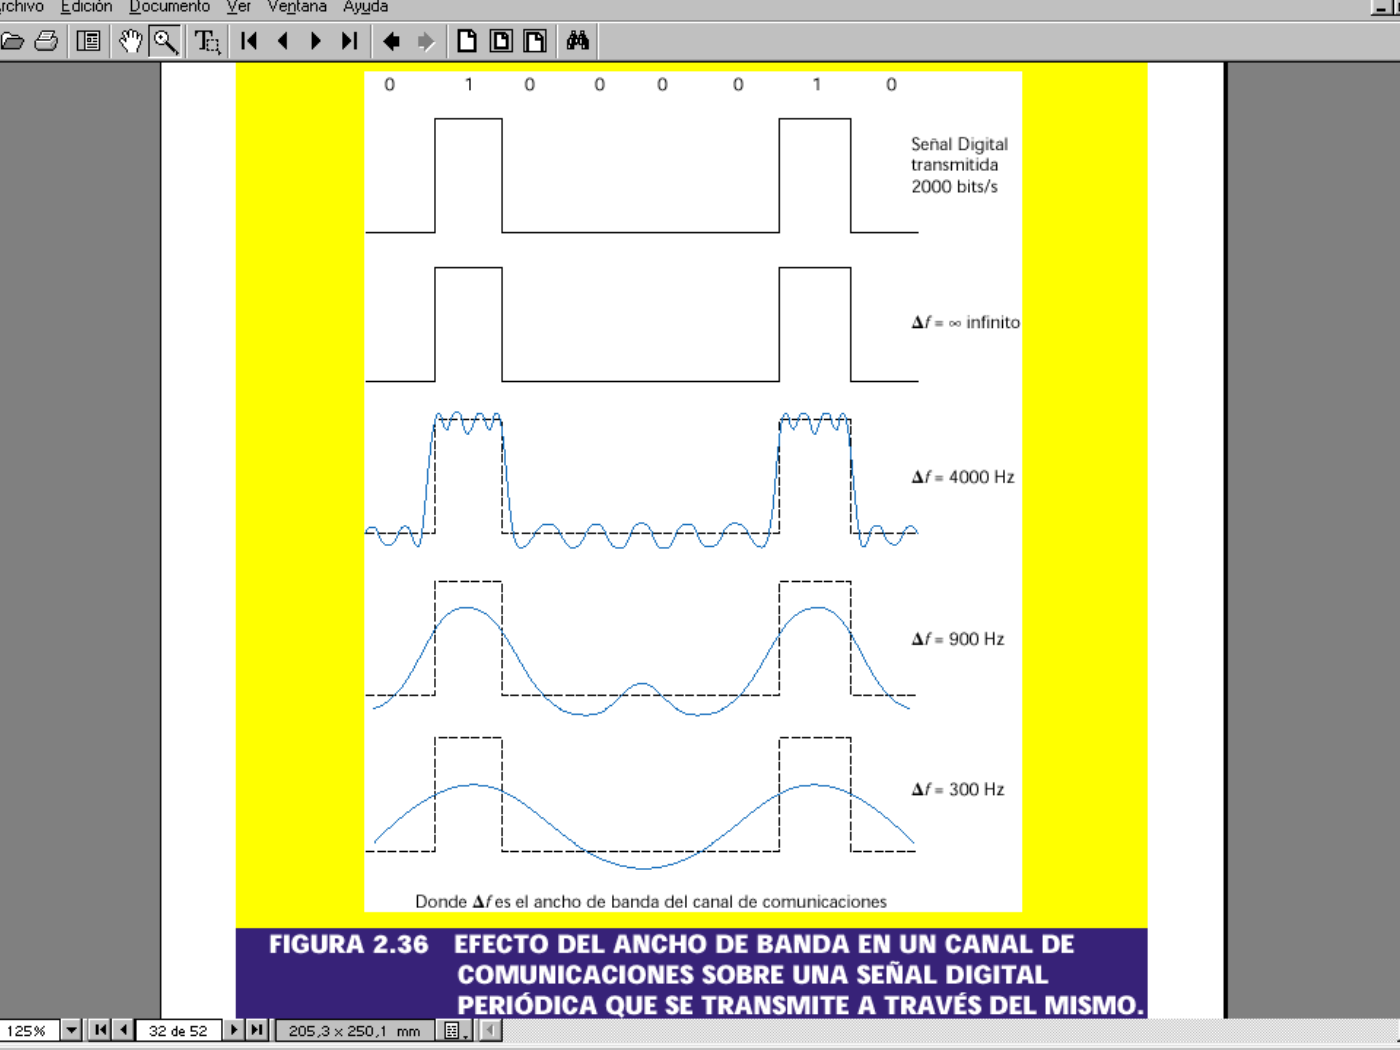 rchivo Edición Documento Ver Ventana Ayuda
0 1 0 0 0 0 1 0
Señal Digital
transmitida
2000 bits/s
Δf = ∞ infinito
Δf = 4000 Hz
Δf = 900 Hz
Δf = 300 Hz
Donde Δf es el ancho de banda del canal de comunicaciones
FIGURA 2.36 EFECTO DEL ANCHO DE BANDA EN UN CANAL DE
COMUNICACIONES SOBRE UNA SEÑAL DIGITAL
PERIÓDICA QUE SE TRANSMITE A TRAVÉS DEL MISMO.
125% 32 de 52 205,3 x 250,1 mm